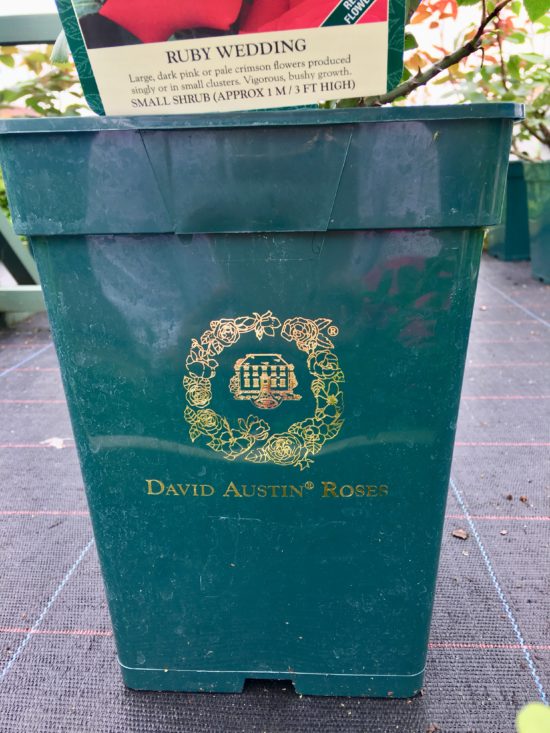 RUBY WEDDING
Large, dark pink or pale crimson flowers produced
singly or in small clusters. Vigorous, bushy growth.
SMALL SHRUB (APPROX 1 M / 3 FT HIGH)
®
DAVID AUSTIN® ROSES